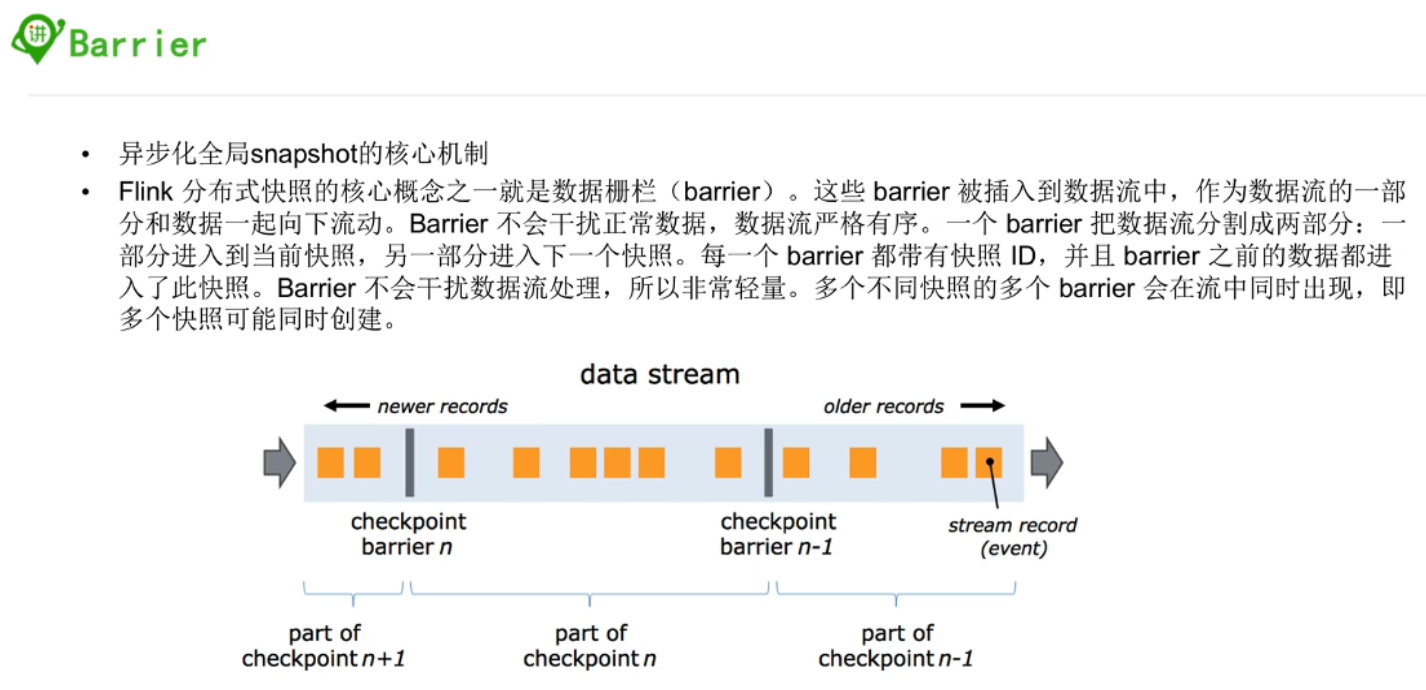 讲 Barrier
• 异步化全局snapshot的核心机制
• Flink 分布式快照的核心概念之一就是数据栅栏（barrier）。这些 barrier 被插入到数据流中，作为数据流的一部
分和数据一起向下流动。Barrier 不会干扰正常数据，数据流严格有序。一个 barrier 把数据流分割成两部分：一
部分进入到当前快照，另一部分进入下一个快照。每一个 barrier 都带有快照 ID，并且 barrier 之前的数据都进
入了此快照。Barrier 不会干扰数据流处理，所以非常轻量。多个不同快照的多个 barrier 会在流中同时出现，即
多个快照可能同时创建。
data stream
newer records
older records
checkpoint
barrier n
checkpoint
barrier n-1
stream record
(event)
part of
checkpoint n+1
part of
checkpoint n
part of
checkpoint n-1